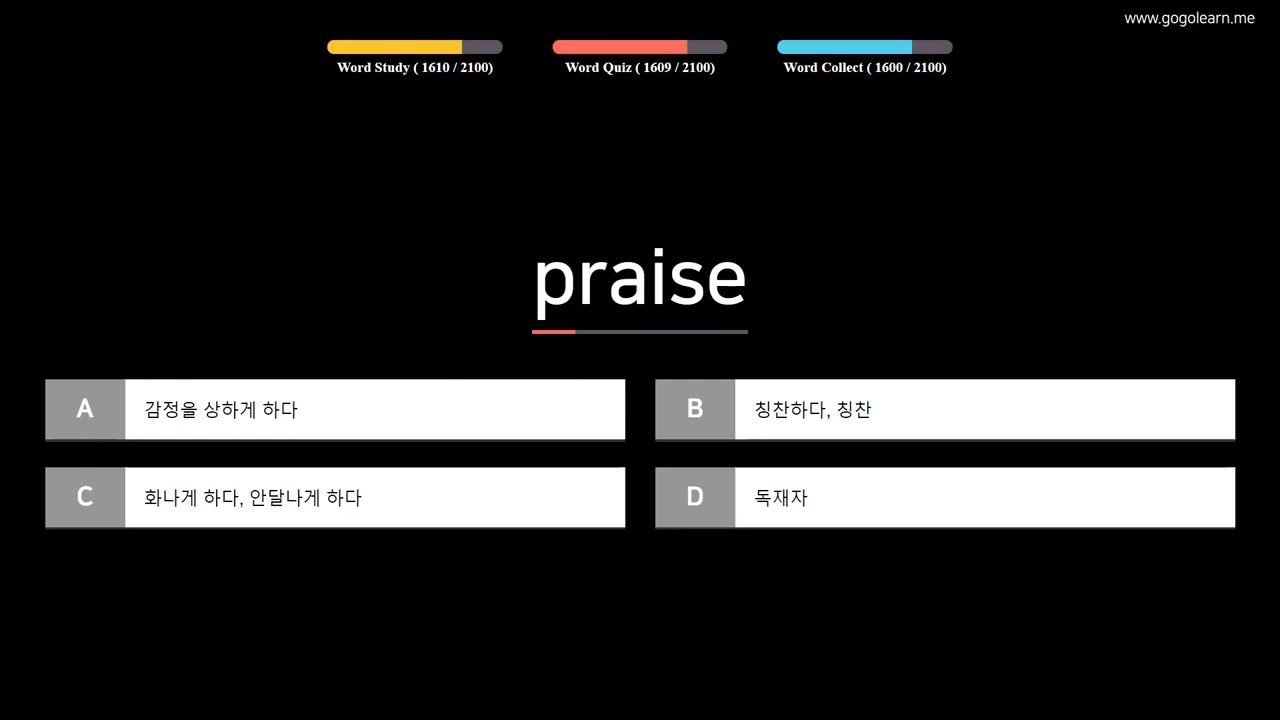 www.gogolearn.me
Word Study ( 1610 / 2100)
Word Quiz ( 1609 / 2100)
Word Collect ( 1600 / 2100)
praise
A 감정을 상하게 하다
B 칭찬하다, 칭찬
C 화나게 하다, 안달나게 하다
D 독재자